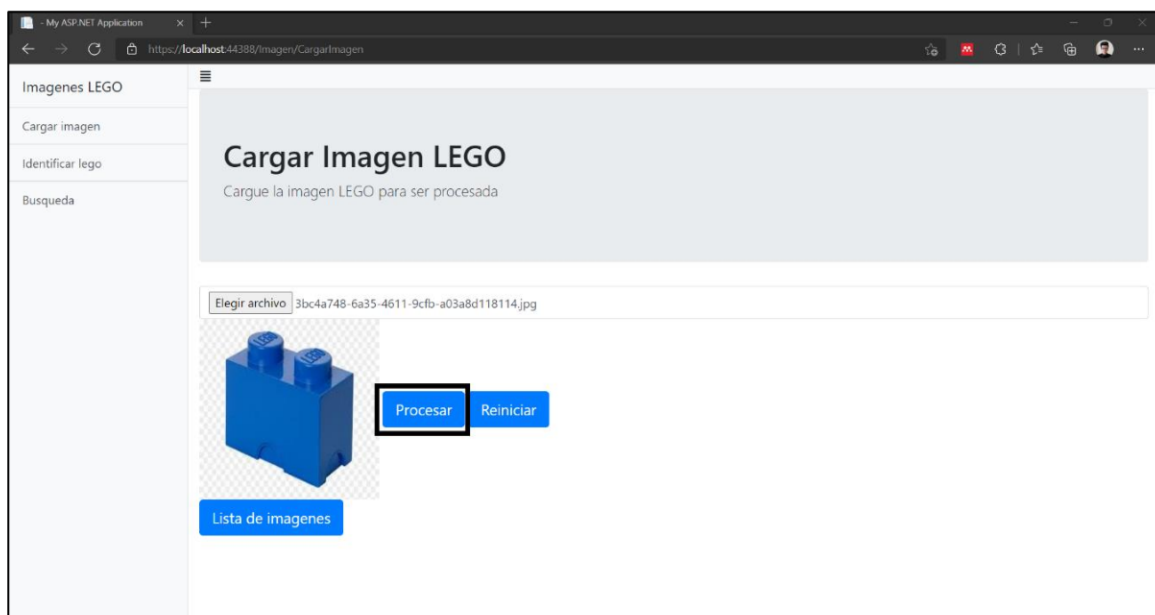 - My ASP.NET Application
https://localhost:44388/Imagen/CargarImagen
Imagenes LEGO
Cargar imagen
Identificar lego
Busqueda
Cargar Imagen LEGO
Cargue la imagen LEGO para ser procesada
Elegir archivo 3bc4a748-6a35-4611-9cfb-a03a8d118114.jpg
LEGO
LEGO
Procesar Reiniciar
Lista de imagenes